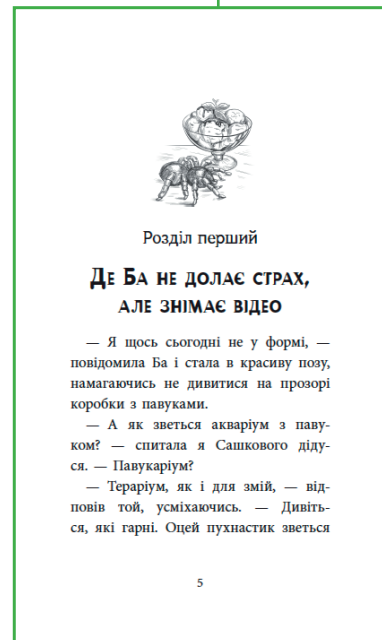 Розділ перший
Де Ба не долає страх,
але знімає відео
— Я щось сьогодні не у формі, —
повідомила Ба і стала в красиву позу,
намагаючись не дивитися на прозорі
коробки з павуками.
— А як зветься акваріум з паву-
ком? — спитала я Сашкового діду-
ся. — Павукаріум?
— Тераріум, як і для змій, — від-
повів той, усміхаючись. — Дивіть-
ся, які гарні. Оцей пухнастик зветься
5